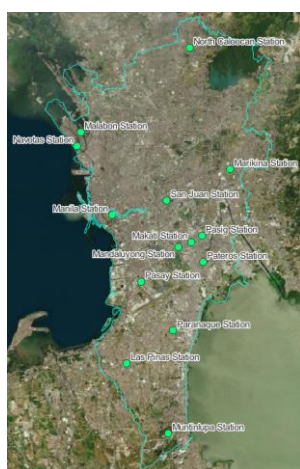 North Caloocan Station
Malabon Station
Navotas Station
Marikina Station
San Juan Station
Manila Station
Makati Station
Pasig Station
Mandaluyong Station
Pateros Station
Pasay Station
Paranaque Station
Las Pinas Station
Muntinlupa Station